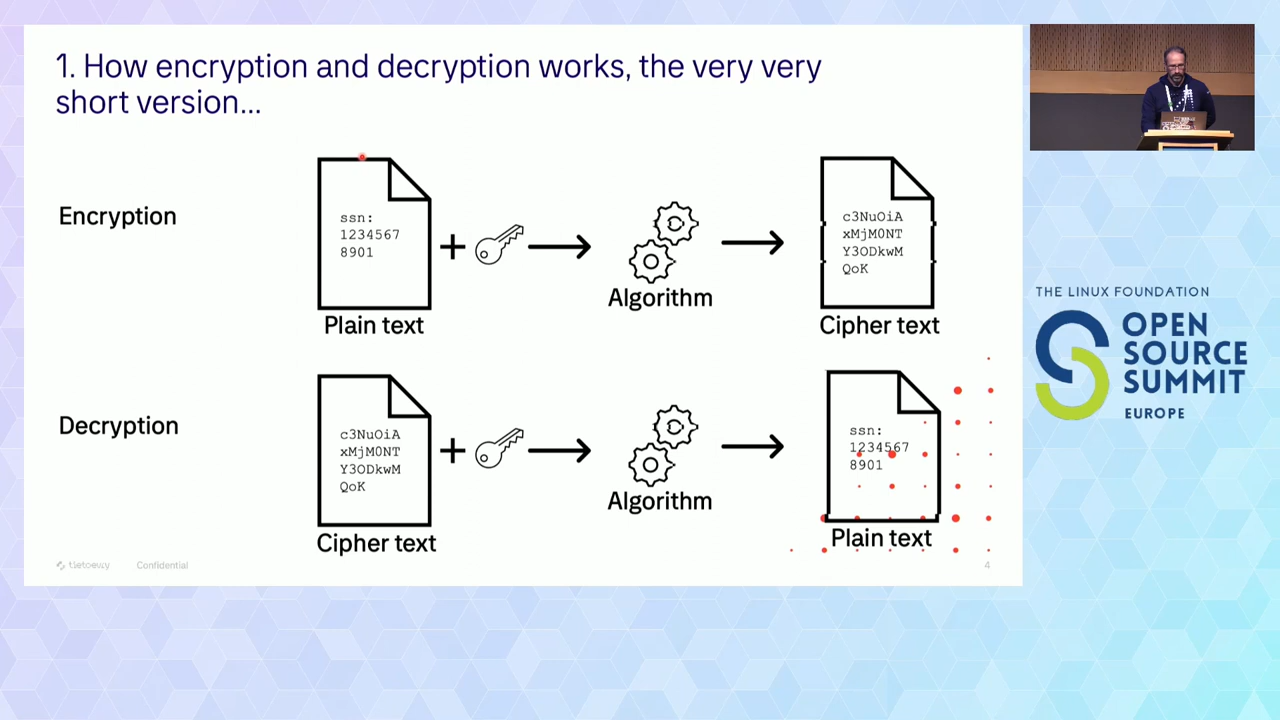 1. How encryption and decryption works, the very very
short version...
Encryption
ssn:
1234567
8901
Plain text
Algorithm
c3NuOiA
xMjM0NT
Y3ODkwM
QoK
Cipher text
Decryption
c3NuOiA
xMjM0NT
Y3ODkwM
QoK
Cipher text
Algorithm
ssn:
1234567
8901
Plain text
tietoevry
Confidential
4
THE LINUX FOUNDATION
OPEN
SOURCE
SUMMIT
EUROPE